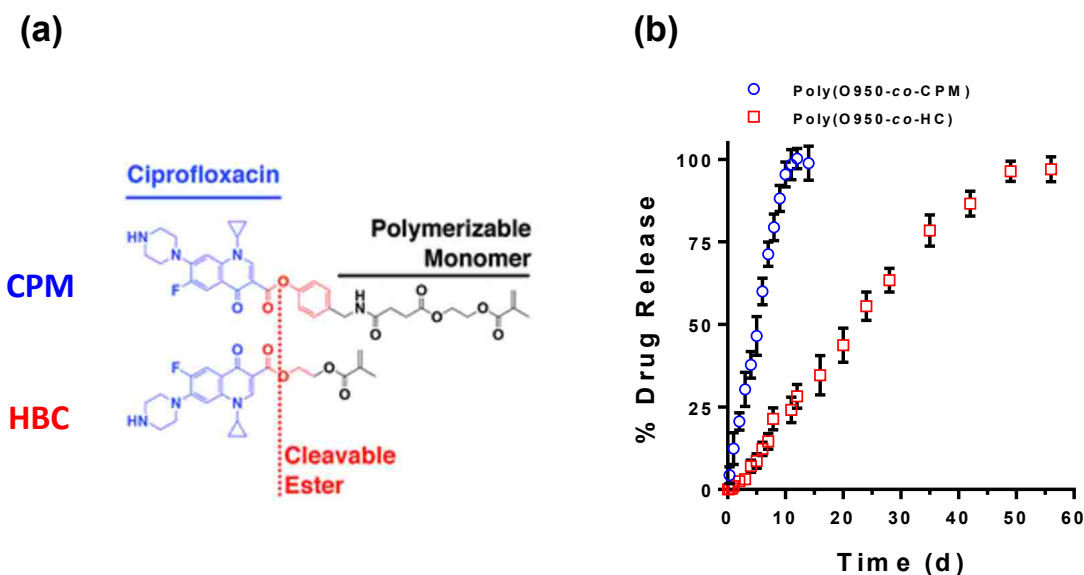 (a)
Ciprofloxacin
Polymerizable
Monomer
CPM
HN
N
N
F
O
O
O
H
N
O
O
O
O
O
HBC
F
O
O
O
O
O
HN
N
N
Cleavable
Ester
(b)
Poly(O950-co-CPM)
Poly(O950-co-HC)
% Drug Release
100
75
50
25
0
0 10 20 30 40 50 60
Time (d)